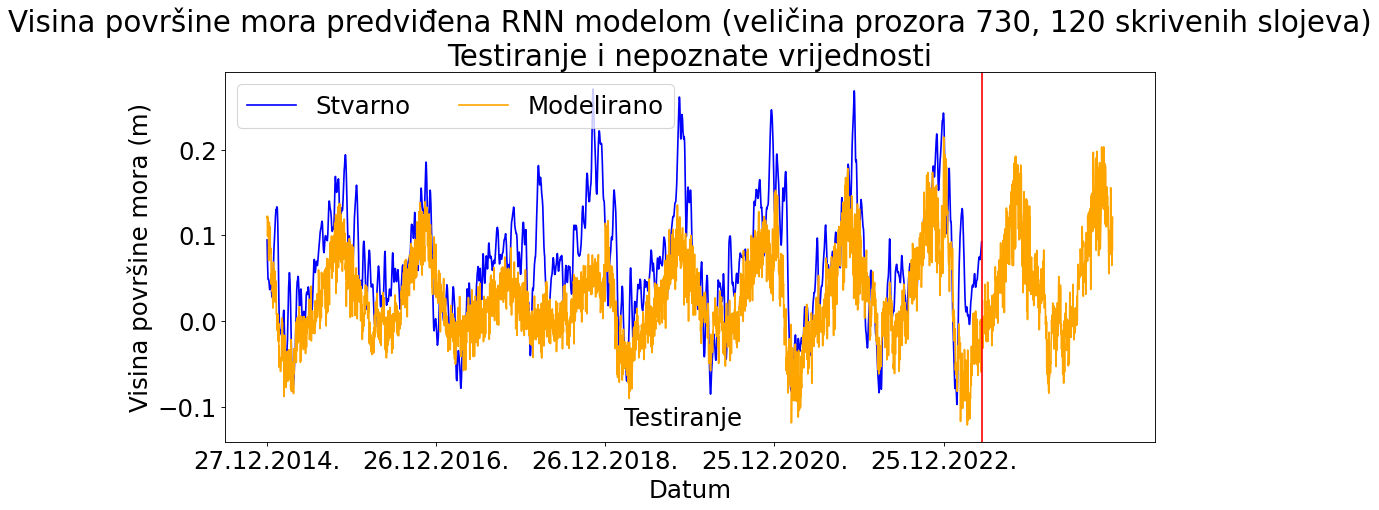 Visina površine mora predviđena RNN modelom (veličina prozora 730, 120 skrivenih slojeva)
Testiranje i nepoznate vrijednosti
Stvarno Modelirano
Visina površine mora (m)
0.2
0.1
0.0
−0.1
Testiranje
27.12.2014. 26.12.2016. 26.12.2018. 25.12.2020. 25.12.2022.
Datum